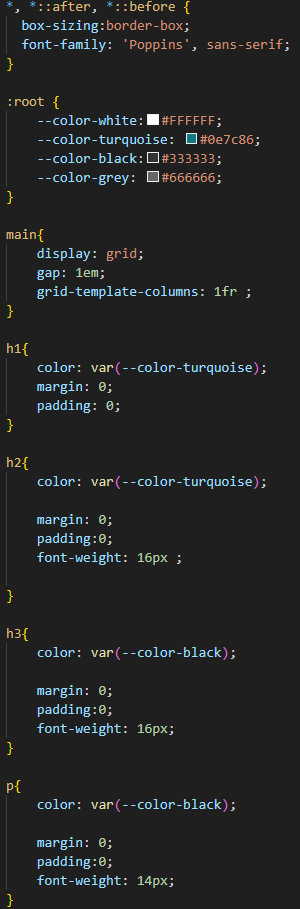 *, *::after, *::before {
  box-sizing:border-box;
  font-family: 'Poppins', sans-serif;
}

:root {
    --color-white:#FFFFFF;
    --color-turquoise: #0e7c86;
    --color-black:#333333;
    --color-grey: #666666;
}

main{
    display: grid;
    gap: 1em;
    grid-template-columns: 1fr ;
}

h1{
    color: var(--color-turquoise);
    margin: 0;
    padding: 0;
}

h2{
    color: var(--color-turquoise);

    margin: 0;
    padding:0;
    font-weight: 16px ;

}

h3{
    color: var(--color-black);

    margin: 0;
    padding:0;
    font-weight: 16px;
}

p{
    color: var(--color-black);

    margin: 0;
    padding:0;
    font-weight: 14px;
}